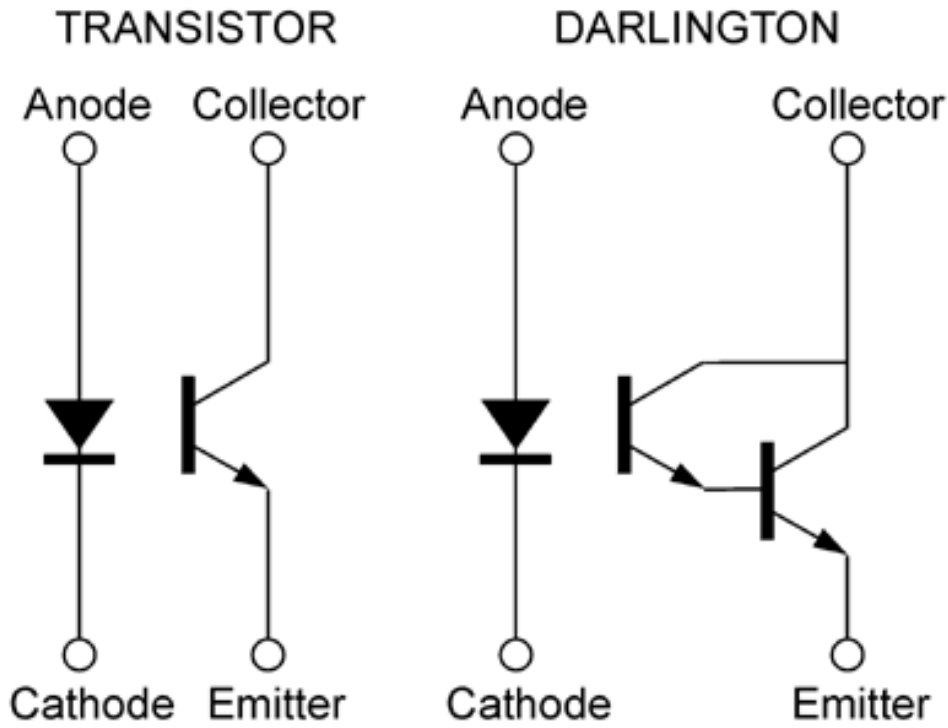 TRANSISTOR
DARLINGTON
Anode
Collector
Anode
Collector
Cathode
Emitter
Cathode
Emitter